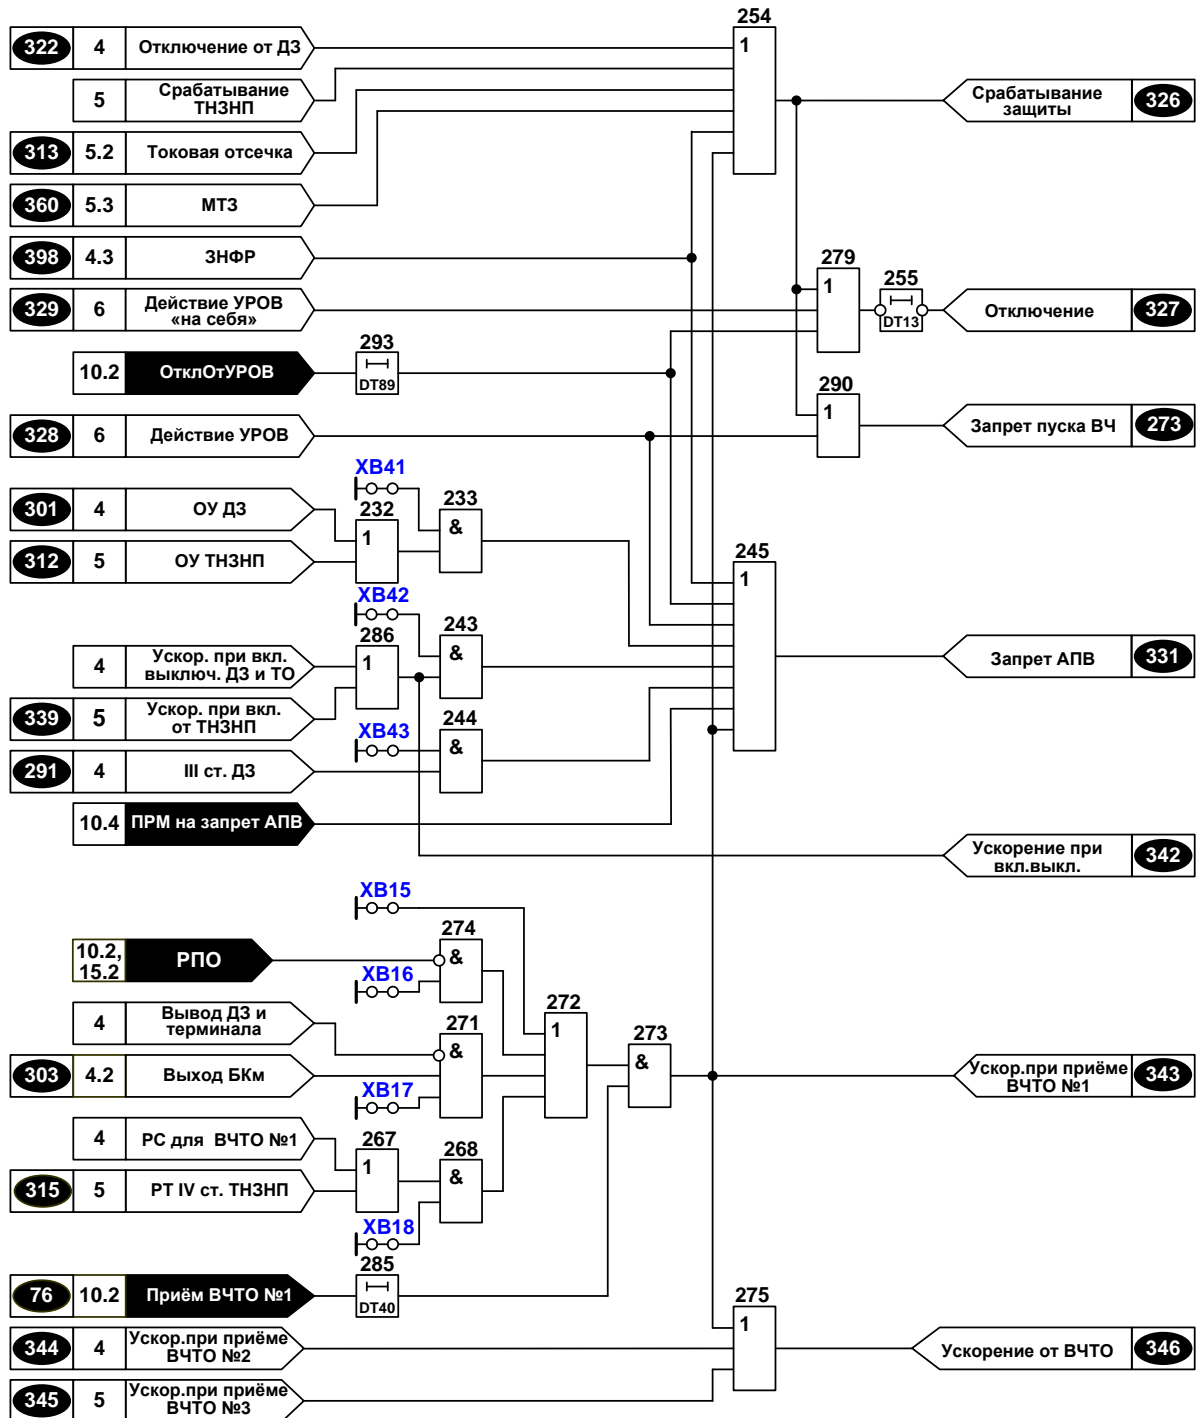 254
322 4 Отключение от ДЗ
1
5 Срабатывание
ТНЗНП
Срабатывание
защиты 326
313 5.2 Токовая отсечка
360 5.3 МТЗ
398 4.3 ЗНФР
279
1
255
DT13
329 6 Действие УРОВ
«на себя»
Отключение 327
10.2 ОтклОтУРОВ
293
DT89
290
1
328 6 Действие УРОВ
Запрет пуска ВЧ 273
XB41
301 4 ОУ ДЗ
232
1
233
&
312 5 ОУ ТНЗНП
245
1
XB42
286
1
243
&
4 Ускор. при вкл.
выключ. ДЗ и ТО
Запрет АПВ 331
339 5 Ускор. при вкл.
от ТНЗНП
XB43
244
&
291 4 III ст. ДЗ
10.4 ПРМ на запрет АПВ
Ускорение при
вкл.выкл. 342
XB15
274
&
10.2,
15.2 РПО
XB16
4 Вывод ДЗ и
терминала
271
&
272
1
273
&
303 4.2 Выход БКм
XB17
Ускор.при приёме
ВЧТО №1 343
4 РС для ВЧТО №1
267
1
268
&
315 5 РТ IV ст. ТНЗНП
XB18
285
DT40
76 10.2 Приём ВЧТО №1
275
1
344 4 Ускор.при приёме
ВЧТО №2
Ускорение от ВЧТО 346
345 5 Ускор.при приёме
ВЧТО №3